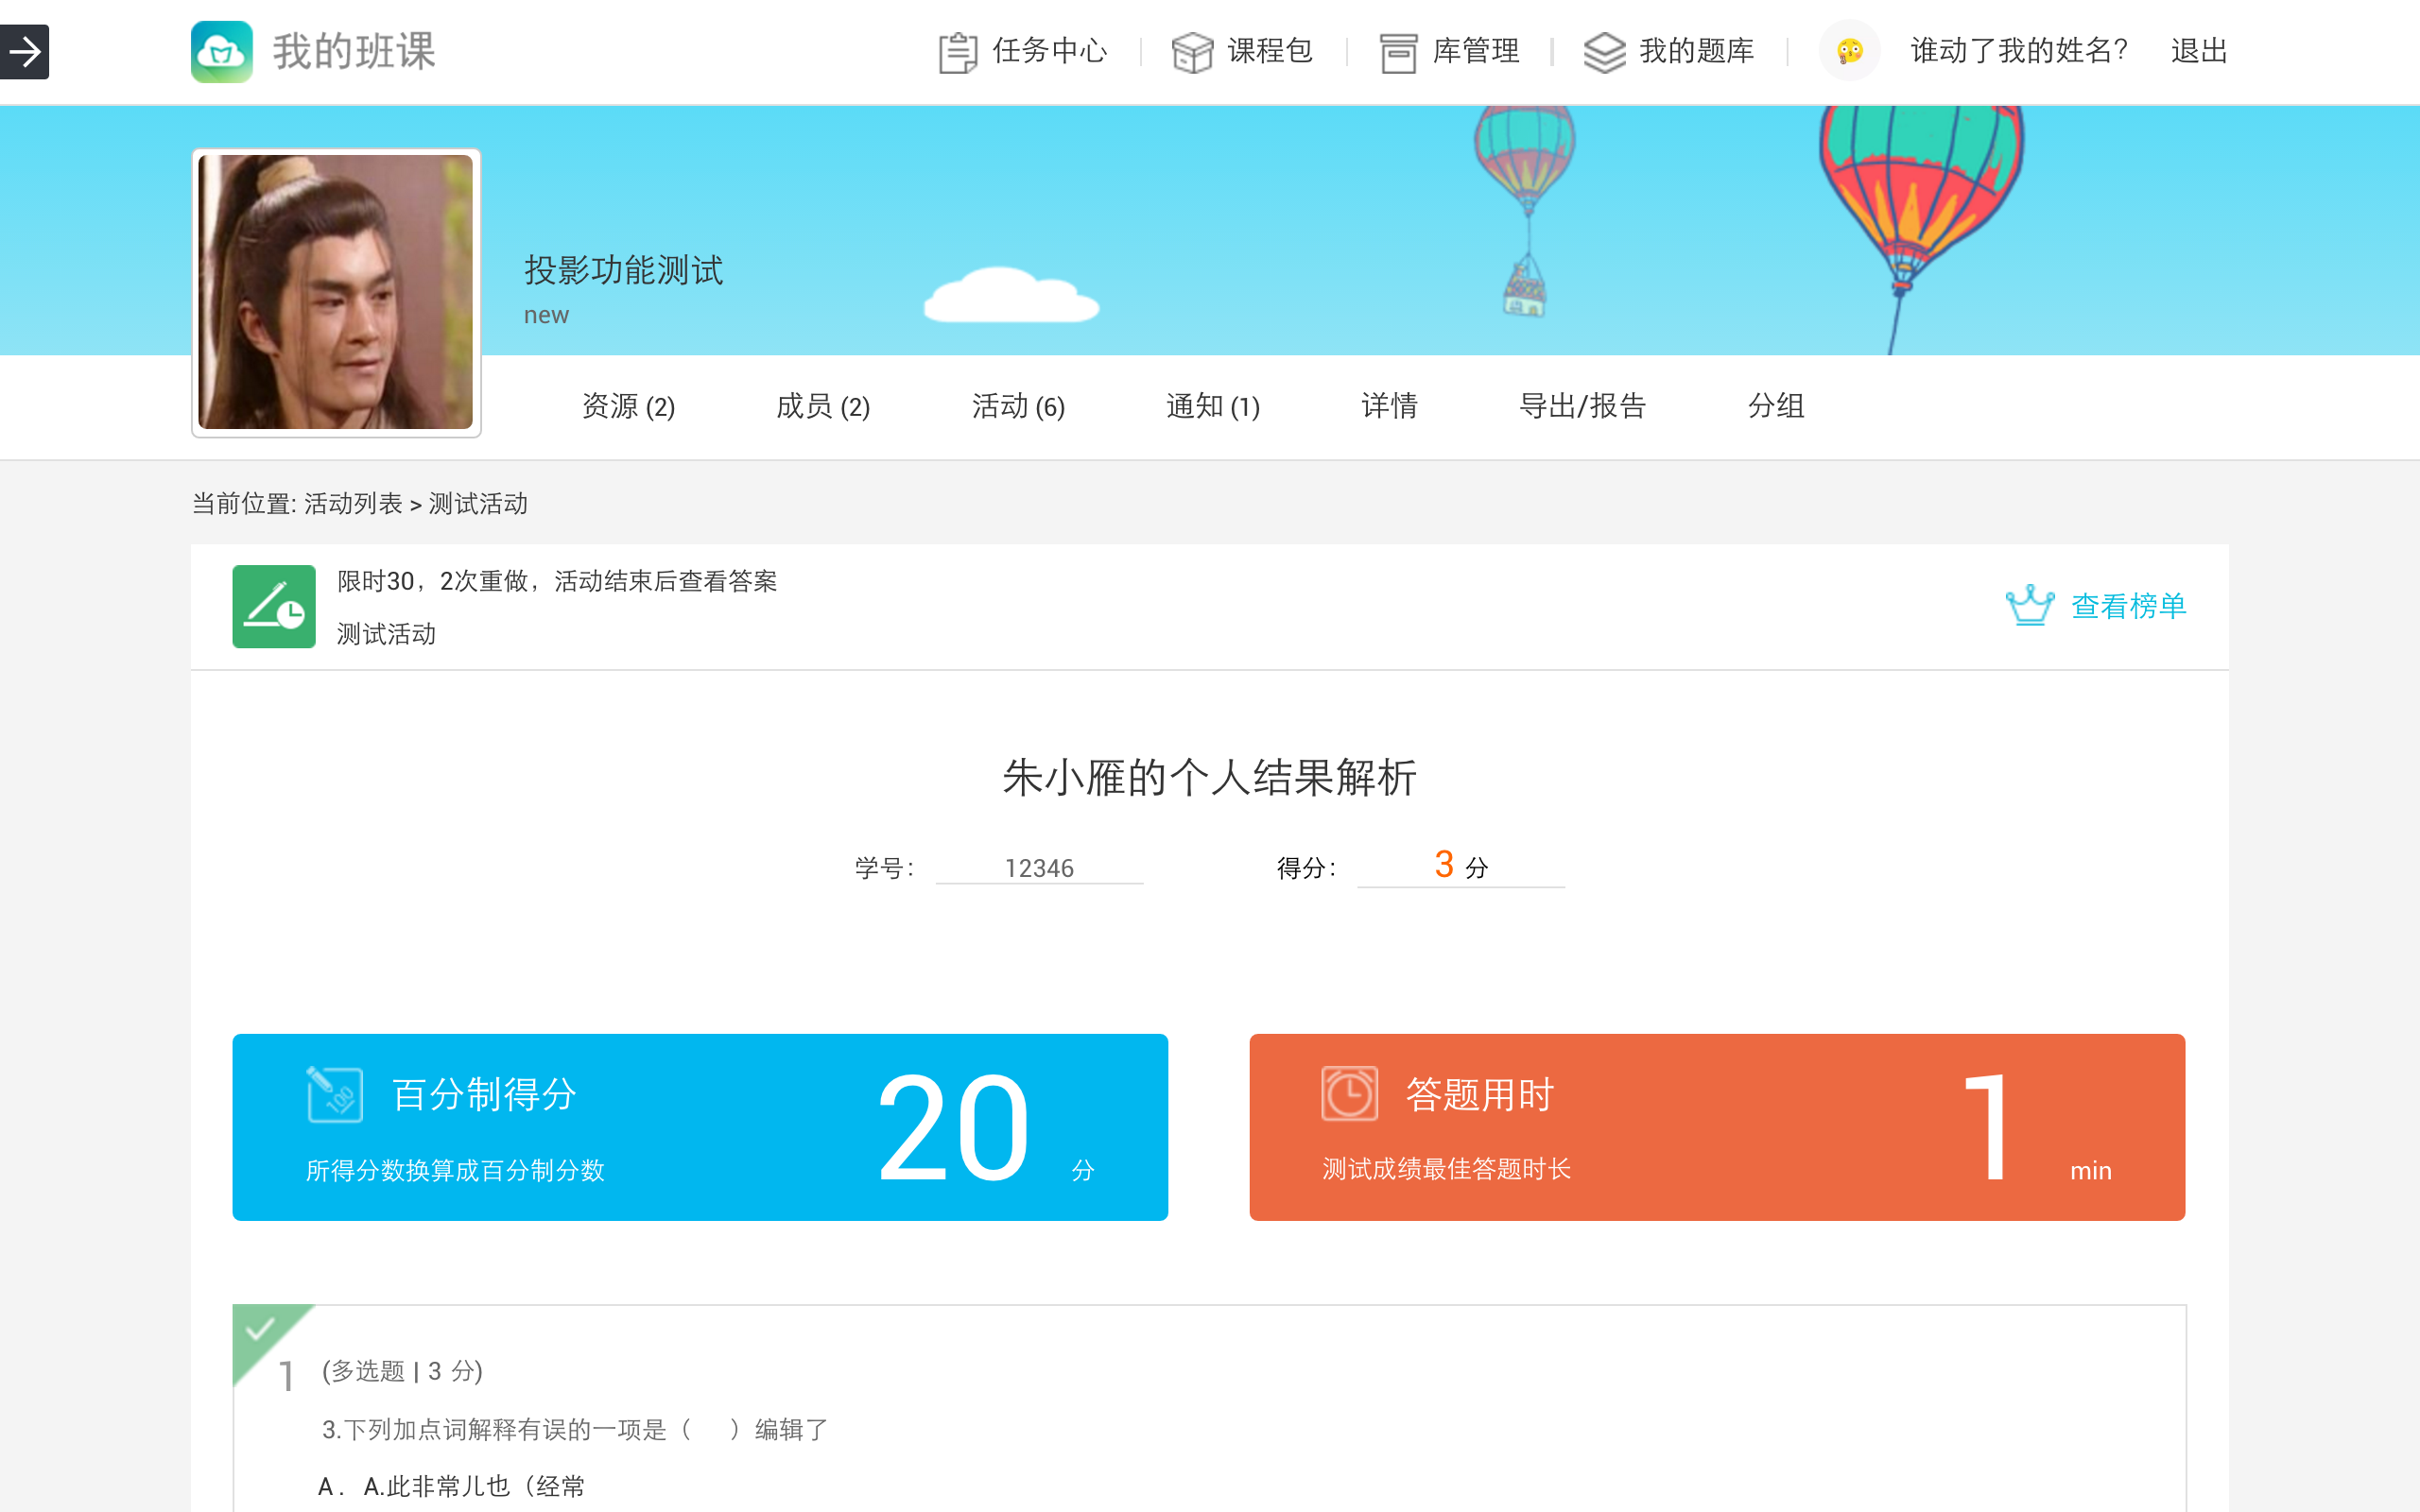 我的班课
任务中心
课程包
库管理
我的题库
谁动了我的姓名？
退出
投影功能测试
new
资源 (2)
成员 (2)
活动 (6)
通知 (1)
详情
导出/报告
分组
当前位置: 活动列表 > 测试活动
限时30，2次重做，活动结束后查看答案
测试活动
查看榜单
朱小雁的个人结果解析
学号： 12346
得分： 3 分
百分制得分
所得分数换算成百分制分数
20 分
答题用时
测试成绩最佳答题时长
1 min
1 (多选题 | 3 分)
3.下列加点词解释有误的一项是（ ）编辑了
A． A.此非常儿也（经常